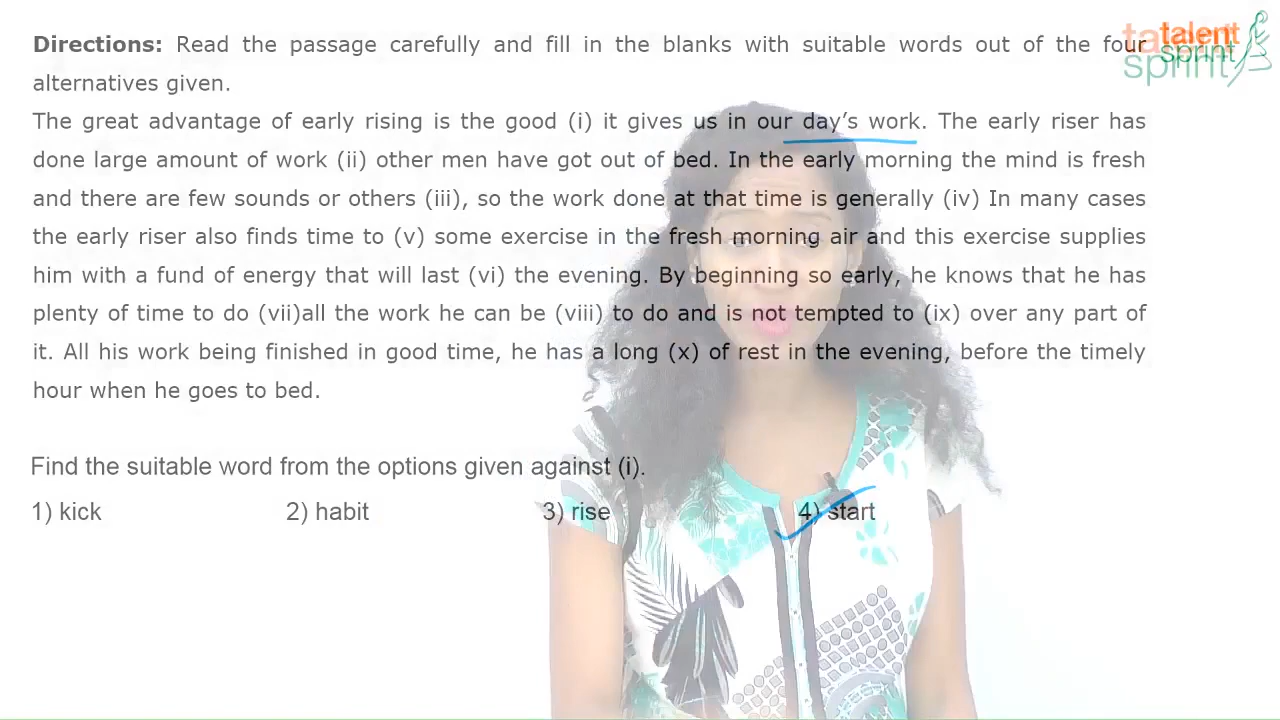 talent
sprint
Directions: Read the passage carefully and fill in the blanks with suitable words out of the four
alternatives given.
The great advantage of early rising is the good (i) it gives us in our day's work. The early riser has
done large amount of work (ii) other men have got out of bed. In the early morning the mind is fresh
and there are few sounds or others (iii), so the work done at that time is generally (iv) In many cases
the early riser also finds time to (v) some exercise in the fresh morning air and this exercise supplies
him with a fund of energy that will last (vi) the evening. By beginning so early, he knows that he has
plenty of time to do (vii)all the work he can be (viii) to do and is not tempted to (ix) over any part of
it. All his work being finished in good time, he has a long (x) of rest in the evening, before the timely
hour when he goes to bed.
Find the suitable word from the options given against (i).
1) kick 2) habit 3) rise 4) start